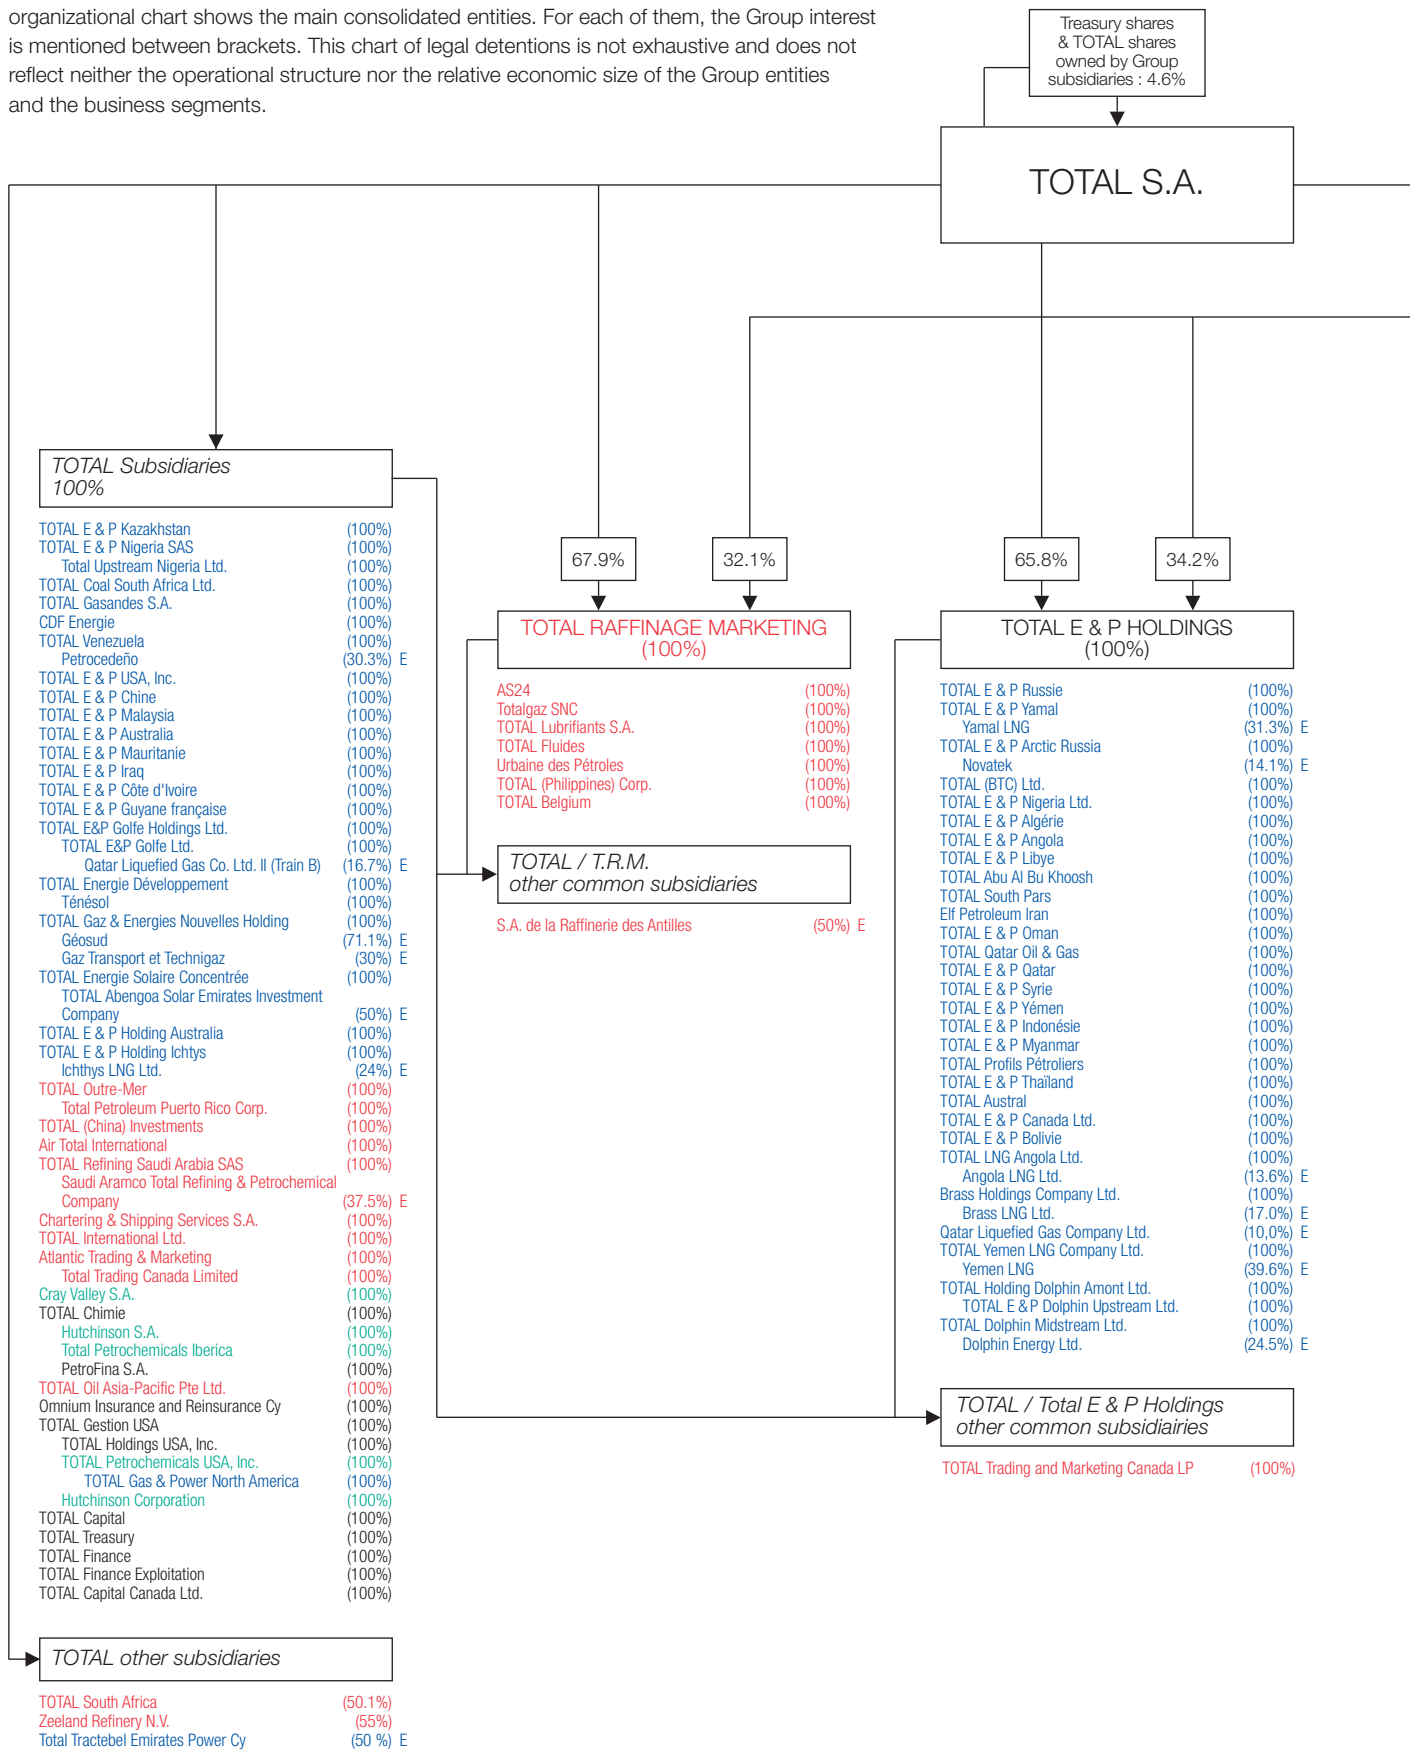 organizational chart shows the main consolidated entities. For each of them, the Group interest
is mentioned between brackets. This chart of legal detentions is not exhaustive and does not
reflect neither the operational structure nor the relative economic size of the Group entities
and the business segments.
Treasury shares
& TOTAL shares
owned by Group
subsidiaries : 4.6%
TOTAL S.A.
TOTAL Subsidiaries
100%
TOTAL E & P Kazakhstan (100%)
TOTAL E & P Nigeria SAS (100%)
Total Upstream Nigeria Ltd. (100%)
TOTAL Coal South Africa Ltd. (100%)
TOTAL Gasandes S.A. (100%)
CDF Energie (100%)
TOTAL Venezuela (100%)
Petrocedeño (30.3%) E
TOTAL E & P USA, Inc. (100%)
TOTAL E & P Chine (100%)
TOTAL E & P Malaysia (100%)
TOTAL E & P Australia (100%)
TOTAL E & P Mauritanie (100%)
TOTAL E & P Iraq (100%)
TOTAL E & P Côte d'Ivoire (100%)
TOTAL E & P Guyane française (100%)
TOTAL E&P Golfe Holdings Ltd. (100%)
TOTAL E&P Golfe Ltd. (100%)
Qatar Liquefied Gas Co. Ltd. II (Train B) (16.7%) E
TOTAL Energie Développement (100%)
Ténésol (100%)
TOTAL Gaz & Energies Nouvelles Holding (100%)
Géosud (71.1%) E
Gaz Transport et Technigaz (30%) E
TOTAL Energie Solaire Concentrée (100%)
TOTAL Abengoa Solar Emirates Investment
Company (50%) E
TOTAL E & P Holding Australia (100%)
TOTAL E & P Holding Ichtys (100%)
Ichthys LNG Ltd. (24%) E
TOTAL Outre-Mer (100%)
Total Petroleum Puerto Rico Corp. (100%)
TOTAL (China) Investments (100%)
Air Total International (100%)
TOTAL Refining Saudi Arabia SAS (100%)
Saudi Aramco Total Refining & Petrochemical
Company (37.5%) E
Chartering & Shipping Services S.A. (100%)
TOTAL International Ltd. (100%)
Atlantic Trading & Marketing (100%)
Total Trading Canada Limited (100%)
Cray Valley S.A. (100%)
TOTAL Chimie (100%)
Hutchinson S.A. (100%)
Total Petrochemicals Iberica (100%)
PetroFina S.A. (100%)
TOTAL Oil Asia-Pacific Pte Ltd. (100%)
Omnium Insurance and Reinsurance Cy (100%)
TOTAL Gestion USA (100%)
TOTAL Holdings USA, Inc. (100%)
TOTAL Petrochemicals USA, Inc. (100%)
TOTAL Gas & Power North America (100%)
Hutchinson Corporation (100%)
TOTAL Capital (100%)
TOTAL Treasury (100%)
TOTAL Finance (100%)
TOTAL Finance Exploitation (100%)
TOTAL Capital Canada Ltd. (100%)
TOTAL other subsidiaries
TOTAL South Africa (50.1%)
Zeeland Refinery N.V. (55%)
Total Tractebel Emirates Power Cy (50 %) E
67.9%
32.1%
TOTAL RAFFINAGE MARKETING
(100%)
AS24 (100%)
Totalgaz SNC (100%)
TOTAL Lubrifiants S.A. (100%)
TOTAL Fluides (100%)
Urbaine des Pétroles (100%)
TOTAL (Philippines) Corp. (100%)
TOTAL Belgium (100%)
TOTAL / T.R.M.
other common subsidiaries
S.A. de la Raffinerie des Antilles (50%) E
65.8%
34.2%
TOTAL E & P HOLDINGS
(100%)
TOTAL E & P Russie (100%)
TOTAL E & P Yamal (100%)
Yamal LNG (31.3%) E
TOTAL E & P Arctic Russia (100%)
Novatek (14.1%) E
TOTAL (BTC) Ltd. (100%)
TOTAL E & P Nigeria Ltd. (100%)
TOTAL E & P Algérie (100%)
TOTAL E & P Angola (100%)
TOTAL E & P Libye (100%)
TOTAL Abu Al Bu Khoosh (100%)
TOTAL South Pars (100%)
Elf Petroleum Iran (100%)
TOTAL E & P Oman (100%)
TOTAL Qatar Oil & Gas (100%)
TOTAL E & P Qatar (100%)
TOTAL E & P Syrie (100%)
TOTAL E & P Yémen (100%)
TOTAL E & P Indonésie (100%)
TOTAL E & P Myanmar (100%)
TOTAL Profils Pétroliers (100%)
TOTAL E & P Thaïland (100%)
TOTAL Austral (100%)
TOTAL E & P Canada Ltd. (100%)
TOTAL E & P Bolivie (100%)
TOTAL LNG Angola Ltd. (100%)
Angola LNG Ltd. (13.6%) E
Brass Holdings Company Ltd. (100%)
Brass LNG Ltd. (17.0%) E
Qatar Liquefied Gas Company Ltd. (10,0%) E
TOTAL Yemen LNG Company Ltd. (100%)
Yemen LNG (39.6%) E
TOTAL Holding Dolphin Amont Ltd. (100%)
TOTAL E & P Dolphin Upstream Ltd. (100%)
TOTAL Dolphin Midstream Ltd. (100%)
Dolphin Energy Ltd. (24.5%) E
TOTAL / Total E & P Holdings
other common subsidiairies
TOTAL Trading and Marketing Canada LP (100%)